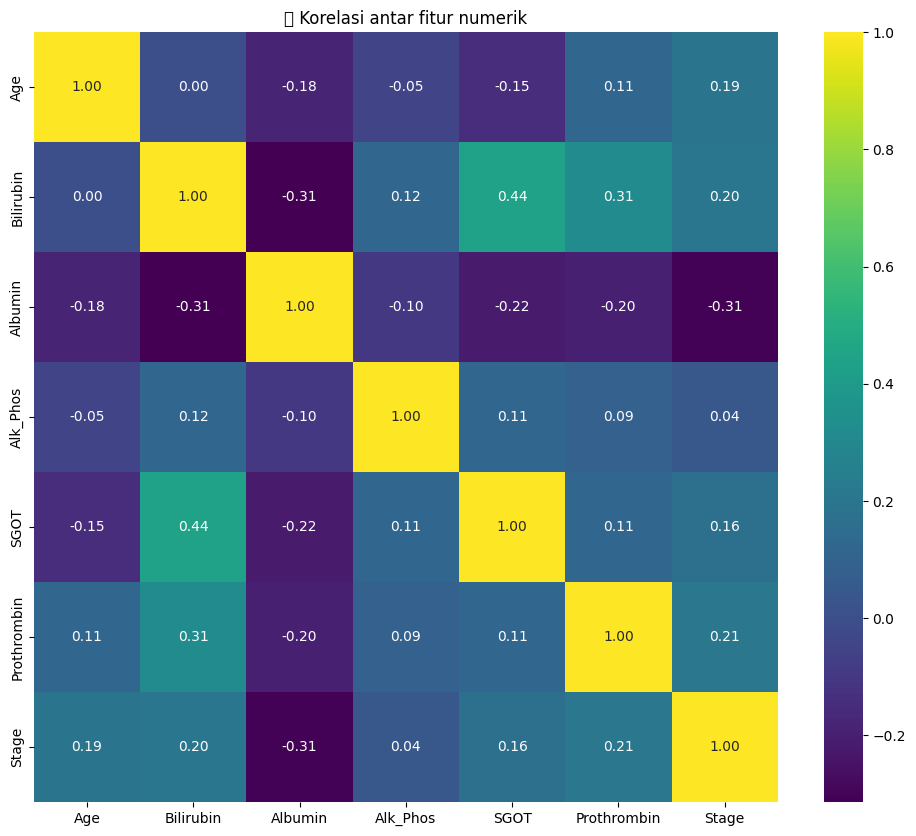 Korelasi antar fitur numerik
Age 1.00 0.00 -0.18 -0.05 -0.15 0.11 0.19
Bilirubin 0.00 1.00 -0.31 0.12 0.44 0.31 0.20
Albumin -0.18 -0.31 1.00 -0.10 -0.22 -0.20 -0.31
Alk_Phos -0.05 0.12 -0.10 1.00 0.11 0.09 0.04
SGOT -0.15 0.44 -0.22 0.11 1.00 0.11 0.16
Prothrombin 0.11 0.31 -0.20 0.09 0.11 1.00 0.21
Stage 0.19 0.20 -0.31 0.04 0.16 0.21 1.00
Age Bilirubin Albumin Alk_Phos SGOT Prothrombin Stage
1.0
0.8
0.6
0.4
0.2
0.0
−0.2